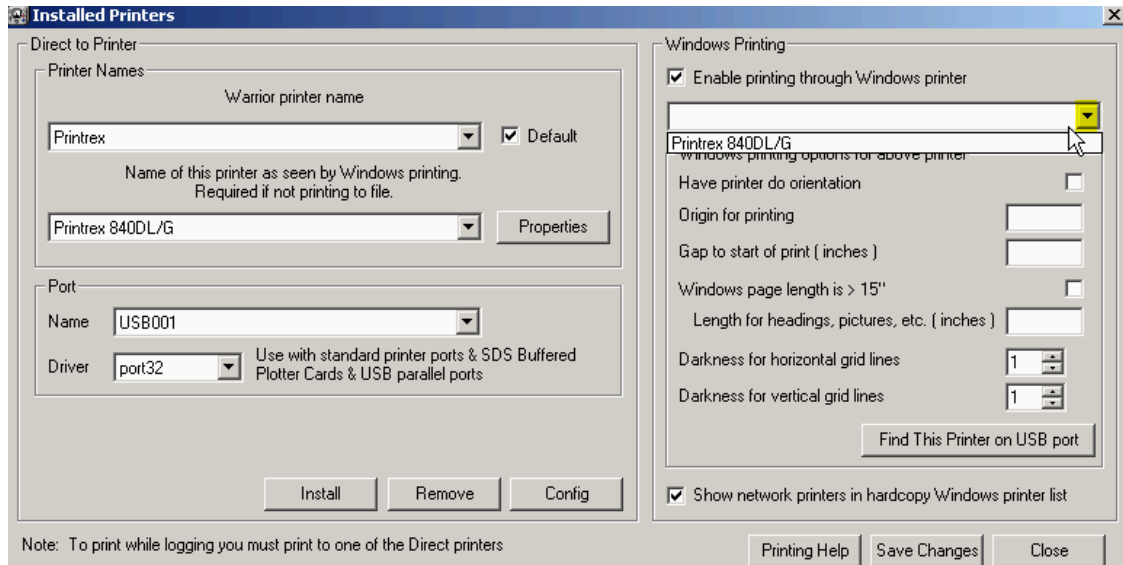 Installed Printers
Direct to Printer
Printer Names
Warrior printer name
Printrex
Default
Name of this printer as seen by Windows printing.
Required if not printing to file.
Printrex 840DL/G
Properties
Port
Name
USB001
Driver
port32
Use with standard printer ports & SDS Buffered
Plotter Cards & USB parallel ports
Install
Remove
Config
Windows Printing
Enable printing through Windows printer
Printrex 840DL/G
Windows printing options for above printer
Have printer do orientation
Origin for printing
Gap to start of print ( inches )
Windows page length is > 15"
Length for headings, pictures, etc. ( inches )
Darkness for horizontal grid lines
1
Darkness for vertical grid lines
1
Find This Printer on USB port
Show network printers in hardcopy Windows printer list
Note: To print while logging you must print to one of the Direct printers
Printing Help
Save Changes
Close